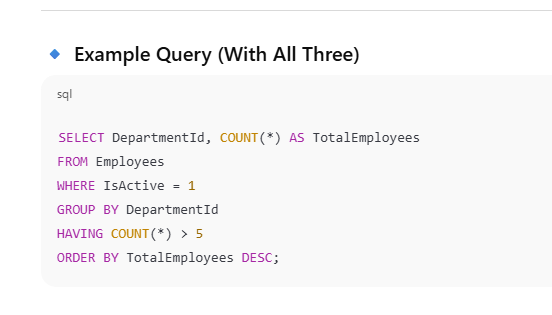 Example Query (With All Three)
sql
SELECT DepartmentId, COUNT(*) AS TotalEmployees
FROM Employees
WHERE IsActive = 1
GROUP BY DepartmentId
HAVING COUNT(*) > 5
ORDER BY TotalEmployees DESC;